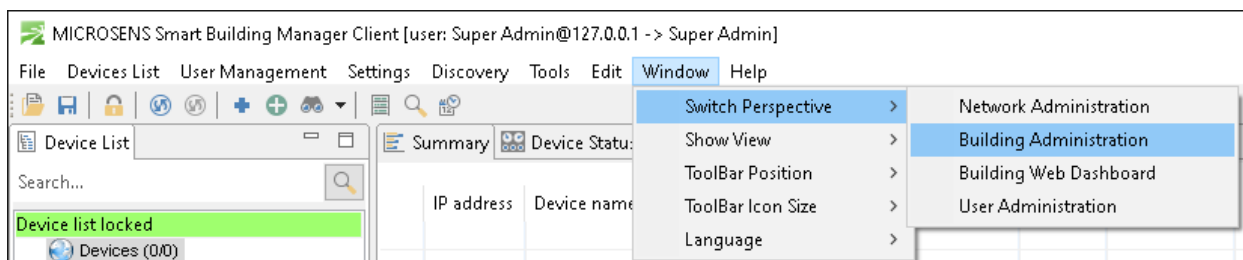 MICROSENS Smart Building Manager Client [user: Super Admin@127.0.0.1 -> Super Admin]
File Devices List User Management Settings Discovery Tools Edit Window Help
Switch Perspective
Network Administration
Device List
Summary
Device Statu
Show View
Building Administration
Search...
ToolBar Position
Building Web Dashboard
IP address
Device name
ToolBar Icon Size
User Administration
Device list locked
Devices (0/0)
Language